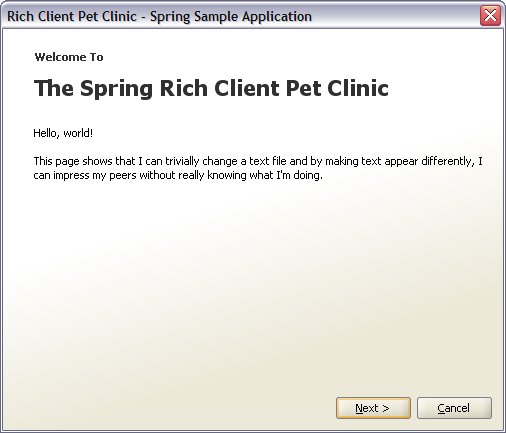 Rich Client Pet Clinic - Spring Sample Application
Welcome To
The Spring Rich Client Pet Clinic
Hello, world!
This page shows that I can trivially change a text file and by making text appear differently, I
can impress my peers without really knowing what I'm doing.
Next > Cancel